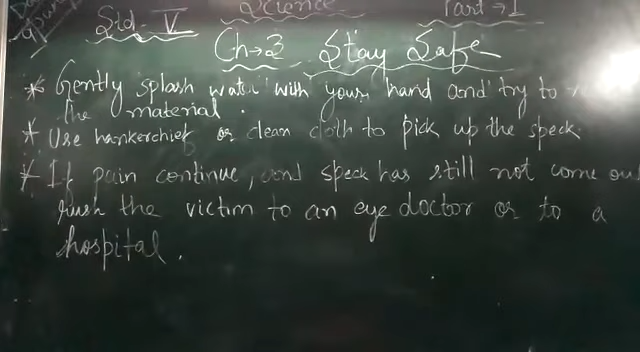 Std - V Science Part → I
Ch → 3 Stay Safe
* Gently splash water with your hand and try to
the material.
* Use hankerchief or clean cloth to pick up the speck.
* If pain continue, and speck has still not come out
rush the victim to an eye doctor or to a
hospital.